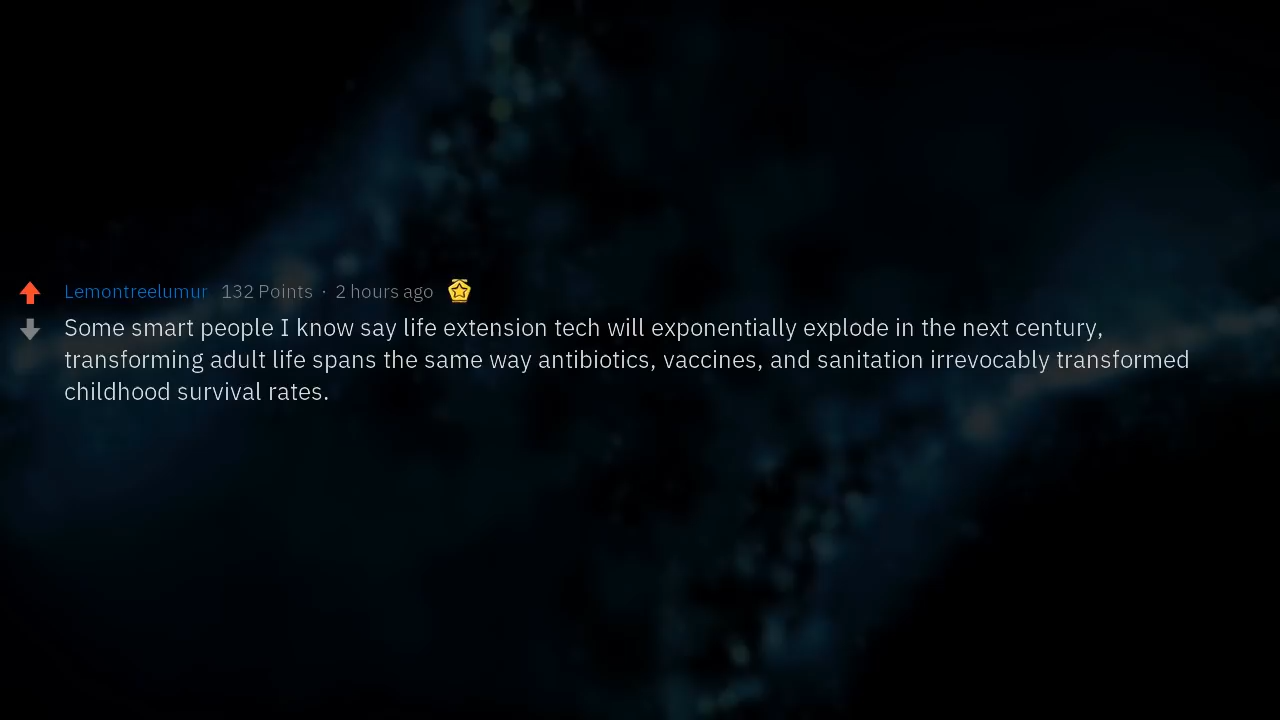 Lemontreelumur 132 Points · 2 hours ago
Some smart people I know say life extension tech will exponentially explode in the next century,
transforming adult life spans the same way antibiotics, vaccines, and sanitation irrevocably transformed
childhood survival rates.